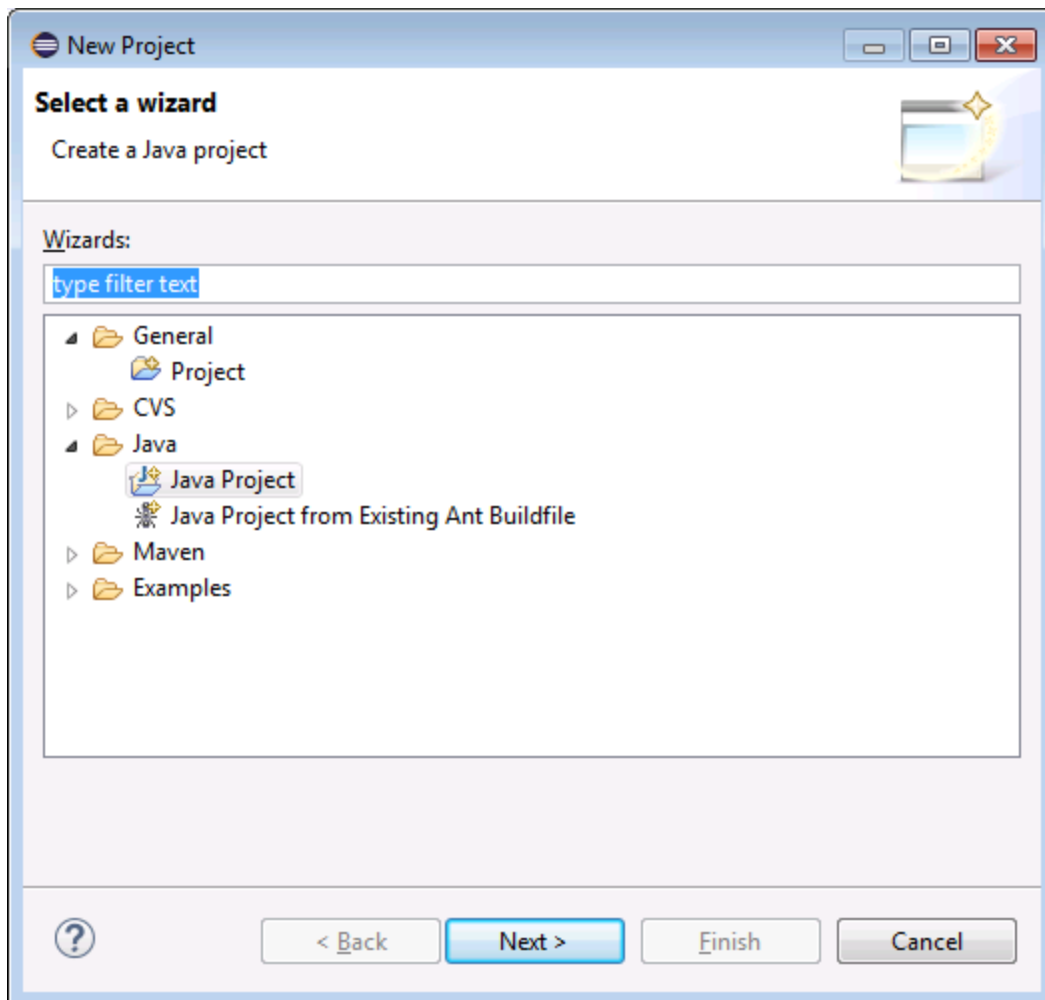 New Project
Select a wizard
Create a Java project
Wizards:
type filter text
General
Project
CVS
Java
Java Project
Java Project from Existing Ant Buildfile
Maven
Examples
? < Back Next > Finish Cancel